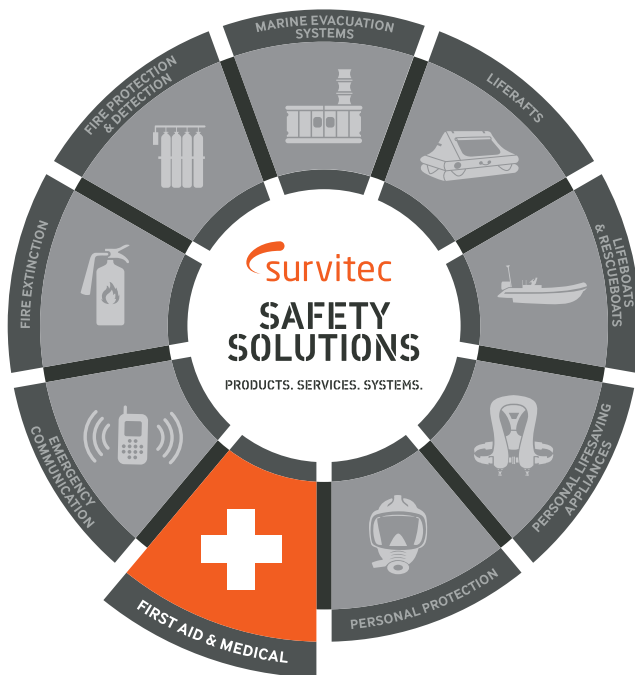 MARINE EVACUATION
SYSTEMS
LIFERAFTS
LIFEBOATS
& RESCUEBOATS
PERSONAL LIFESAVING
APPLIANCES
PERSONAL PROTECTION
FIRST AID & MEDICAL
EMERGENCY
COMMUNICATION
FIRE EXTINCTION
FIRE PROTECTION
& DETECTION
survitec
SAFETY
SOLUTIONS
PRODUCTS. SERVICES. SYSTEMS.